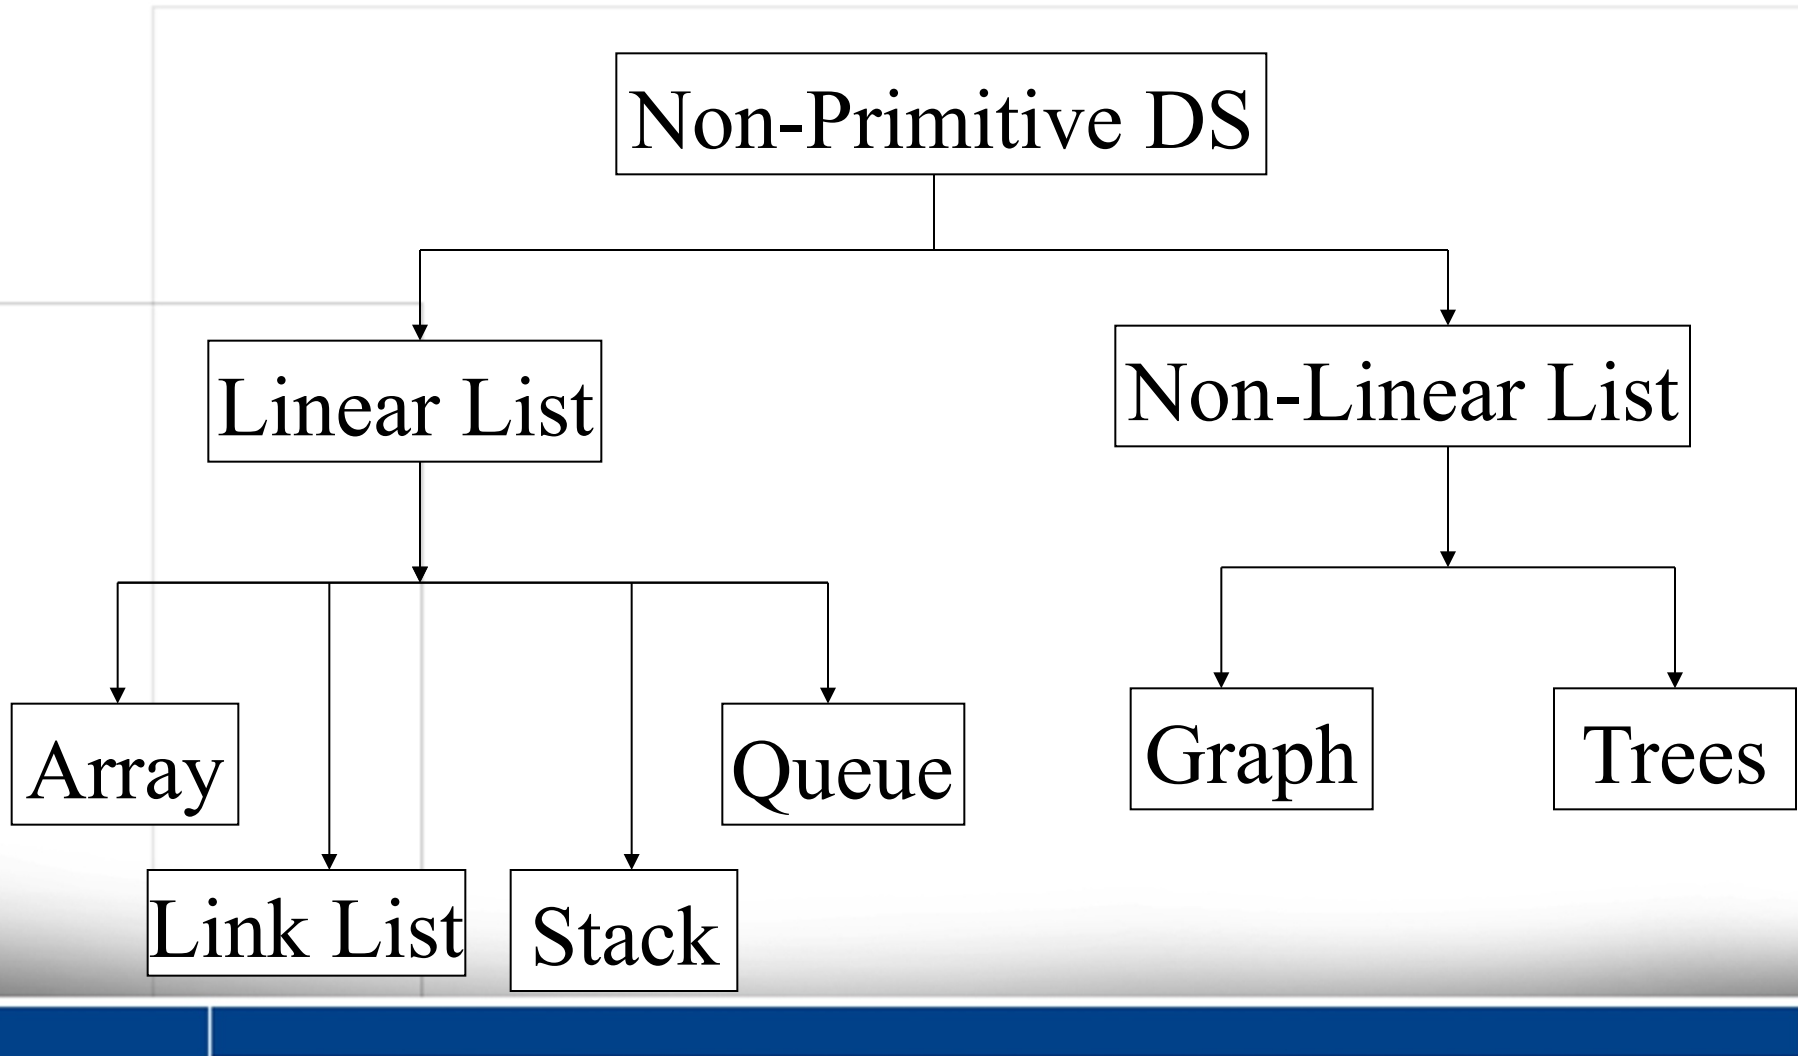 Non-Primitive DS
Linear List
Non-Linear List
Array
Link List
Stack
Queue
Graph
Trees